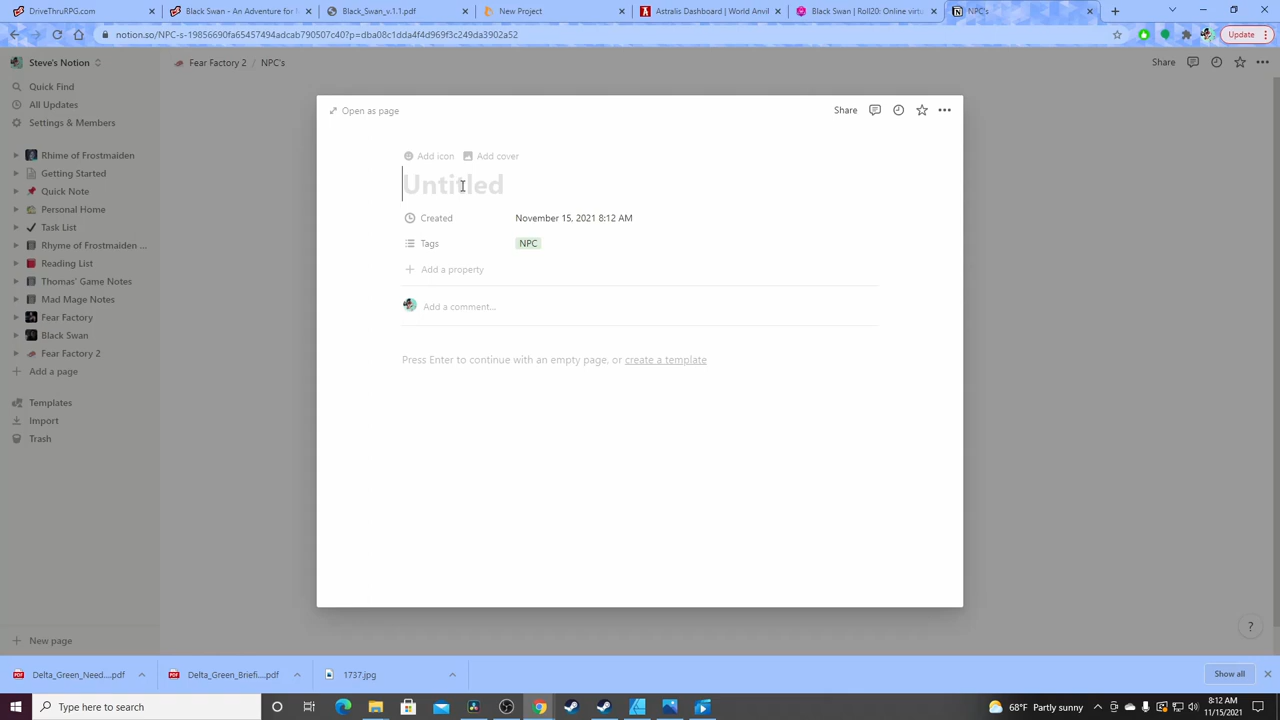 DriveThruRPG.com
Black Swan - An Adventure for
Black_Swan_v.1.1.pdf
New Project
Astralis Dashboard | World Anvil
Black Swan | Roll20: Online virtu
NPC's
notion.so/NPC-s-19856690fa65457494adcab790507c40?p=dba08c1dda4f4d969f3c249da3902a52
Update
Steve's Notion
Fear Factory 2 / NPC's
Share
Quick Find
All Updates
Settings & Members
Rhime of Frostmaiden
Getting Started
Quick Note
Personal Home
Task List
Rhyme of Frostmaiden ...
Reading List
Thomas' Game Notes
Mad Mage Notes
Fear Factory
Black Swan
Fear Factory 2
Add a page
Templates
Import
Trash
New page
Open as page
Share
Add icon
Add cover
Untitled
Created
November 15, 2021 8:12 AM
Tags
NPC
Add a property
Add a comment...
Press Enter to continue with an empty page, or create a template
?
Delta_Green_Need....pdf
Delta_Green_Briefi....pdf
1737.jpg
Show all
Type here to search
68°F Partly sunny
8:12 AM
11/15/2021